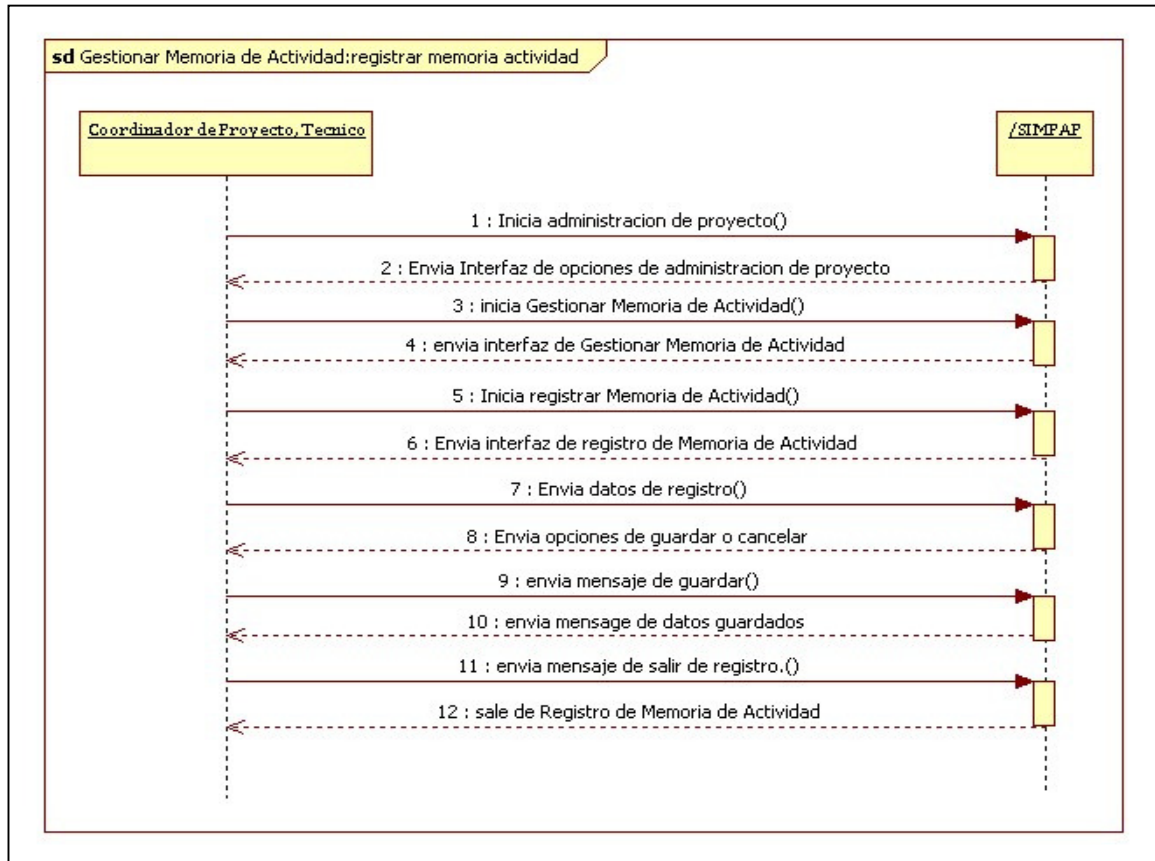 sd Gestionar Memoria de Actividad:registrar memoria actividad
Coordinador de Proyecto, Tecnico
/SIMPAP
1 : Inicia administracion de proyecto()
2 : Envia Interfaz de opciones de administracion de proyecto
3 : inicia Gestionar Memoria de Actividad()
4 : envia interfaz de Gestionar Memoria de Actividad
5 : Inicia registrar Memoria de Actividad()
6 : Envia interfaz de registro de Memoria de Actividad
7 : Envia datos de registro()
8 : Envia opciones de guardar o cancelar
9 : envia mensaje de guardar()
10 : envia mensage de datos guardados
11 : envia mensaje de salir de registro.()
12 : sale de Registro de Memoria de Actividad